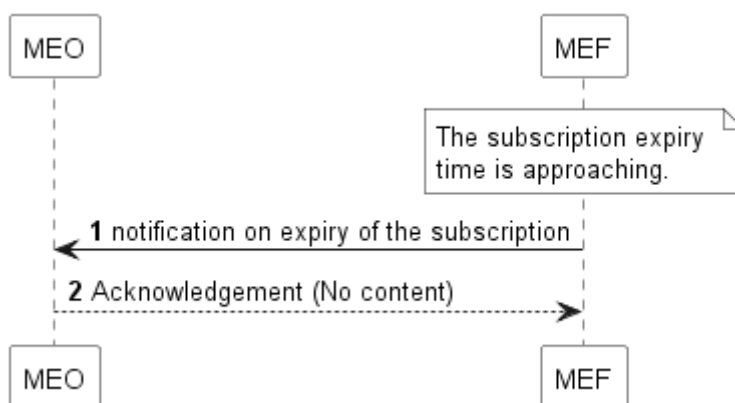 MEO MEF
The subscription expiry
time is approaching.
1 notification on expiry of the subscription
2 Acknowledgement (No content)
MEO MEF